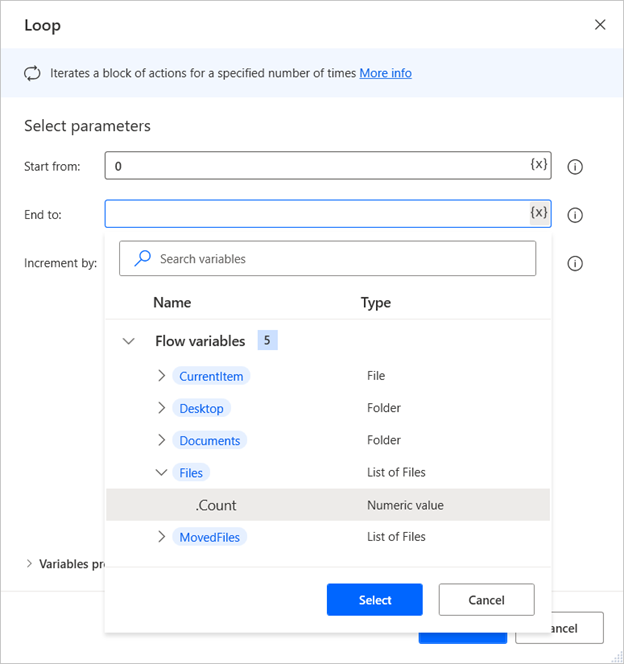 Loop
Iterates a block of actions for a specified number of times More info
Select parameters
Start from: 0 {x}
End to: {x}
Increment by:
Search variables
Name Type
Flow variables 5
CurrentItem File
Desktop Folder
Documents Folder
Files List of Files
.Count Numeric value
MovedFiles List of Files
Variables pr
Select Cancel
ancel